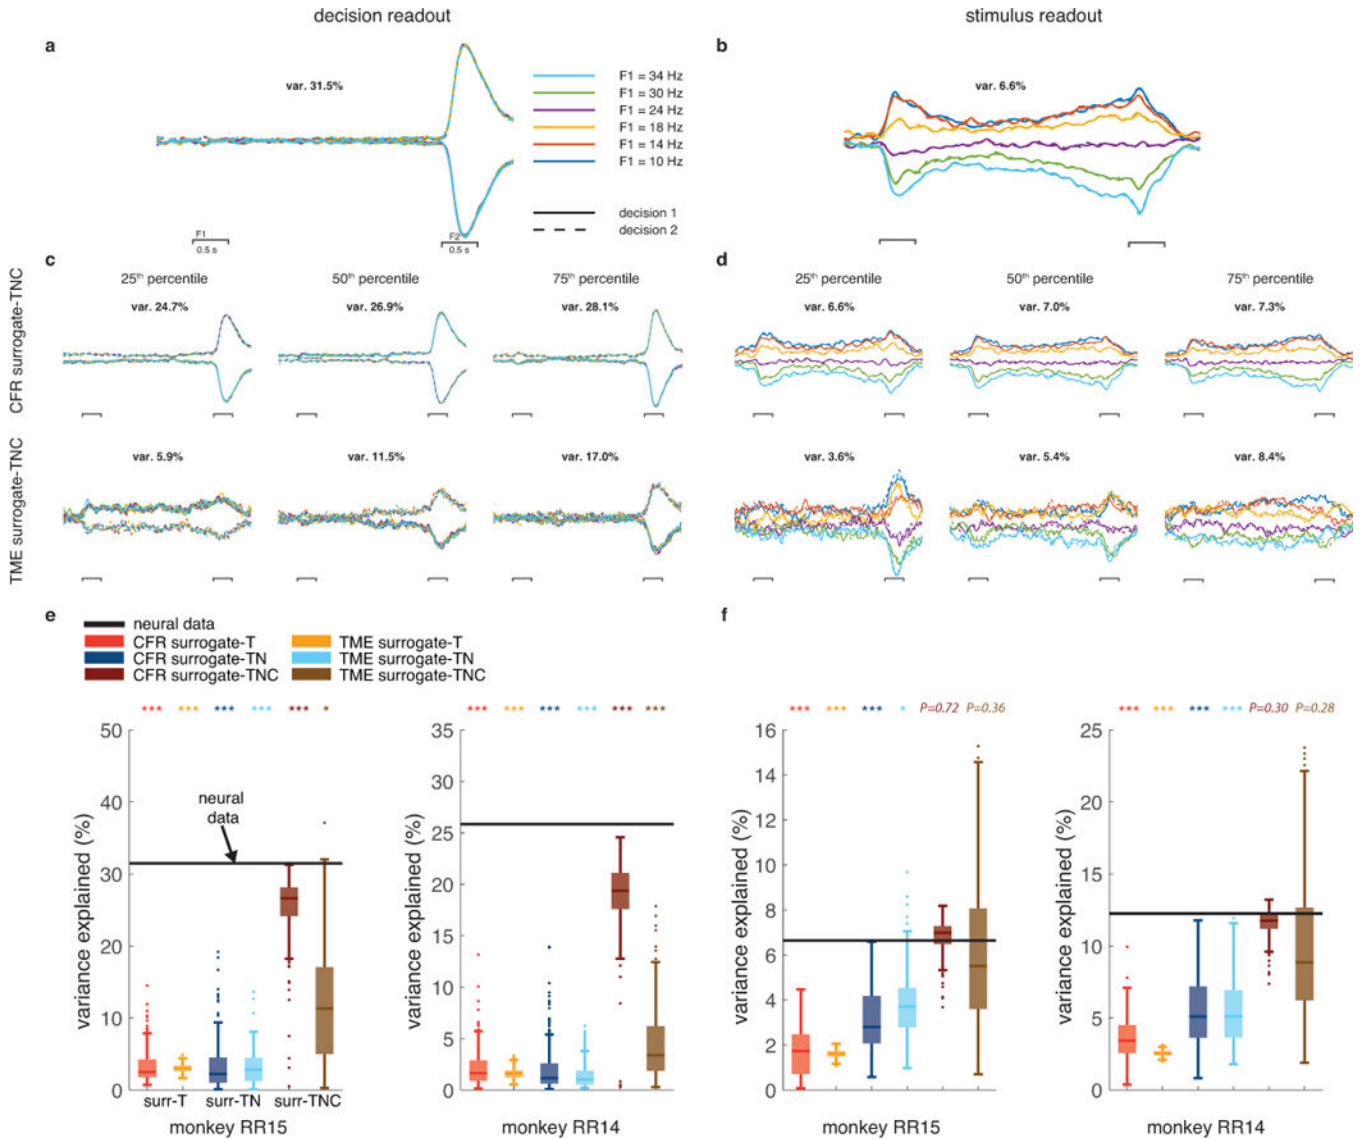 decision readout
stimulus readout
a
var. 31.5%
F1 = 34 Hz
F1 = 30 Hz
F1 = 24 Hz
F1 = 18 Hz
F1 = 14 Hz
F1 = 10 Hz
decision 1
decision 2
F1
0.5 s
F2
0.5 s
b
var. 6.6%
CFR surrogate-TNC
c
25th percentile
50th percentile
75th percentile
var. 24.7%
var. 26.9%
var. 28.1%
d
25th percentile
50th percentile
75th percentile
var. 6.6%
var. 7.0%
var. 7.3%
TME surrogate-TNC
var. 5.9%
var. 11.5%
var. 17.0%
var. 3.6%
var. 5.4%
var. 8.4%
e
neural data
CFR surrogate-T
TME surrogate-T
CFR surrogate-TN
TME surrogate-TN
CFR surrogate-TNC
TME surrogate-TNC
*** *** *** *** *** *
variance explained (%)
50
40
30
20
10
0
neural
data
surr-T surr-TN surr-TNC
monkey RR15
*** *** *** *** *** ***
variance explained (%)
35
30
25
20
15
10
5
0
monkey RR14
f
*** *** *** * P=0.72 P=0.36
variance explained (%)
16
14
12
10
8
6
4
2
0
monkey RR15
*** *** *** *** P=0.30 P=0.28
variance explained (%)
25
20
15
10
5
0
monkey RR14